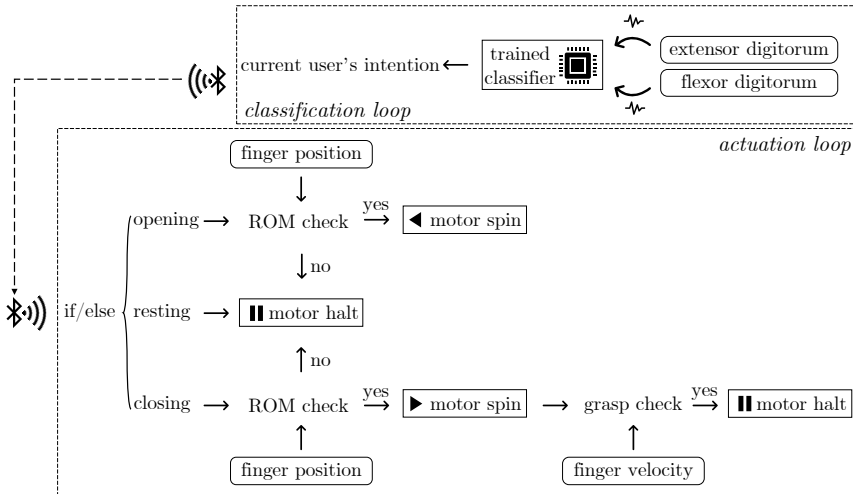 extensor digitorum
trained
classifier
current user's intention
flexor digitorum
classification loop
actuation loop
finger position
opening
ROM check
yes
motor spin
no
if/else
resting
motor halt
no
closing
ROM check
yes
motor spin
grasp check
yes
motor halt
finger position
finger velocity